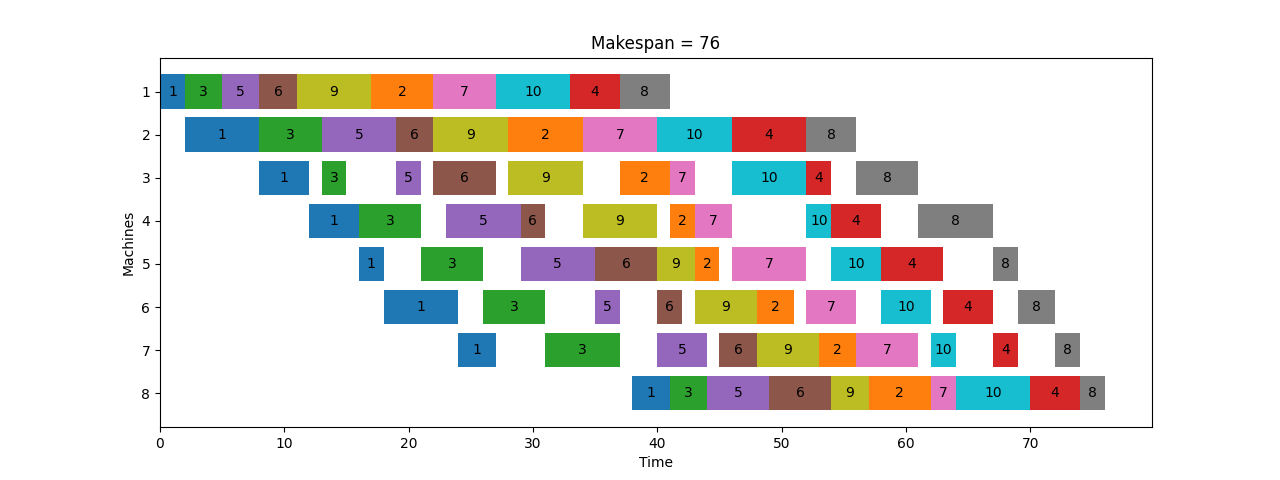 Makespan = 76
1 1 3 5 6 9 2 7 10 4 8
2 1 3 5 6 9 2 7 10 4 8
3 1 3 5 6 9 2 7 10 4 8
4 1 3 5 6 9 2 7 10 4 8
5 1 3 5 6 9 2 7 10 4 8
6 1 3 5 6 9 2 7 10 4 8
7 1 3 5 6 9 2 7 10 4 8
8 1 3 5 6 9 2 7 10 4 8
Machines
0 10 20 30 40 50 60 70
Time